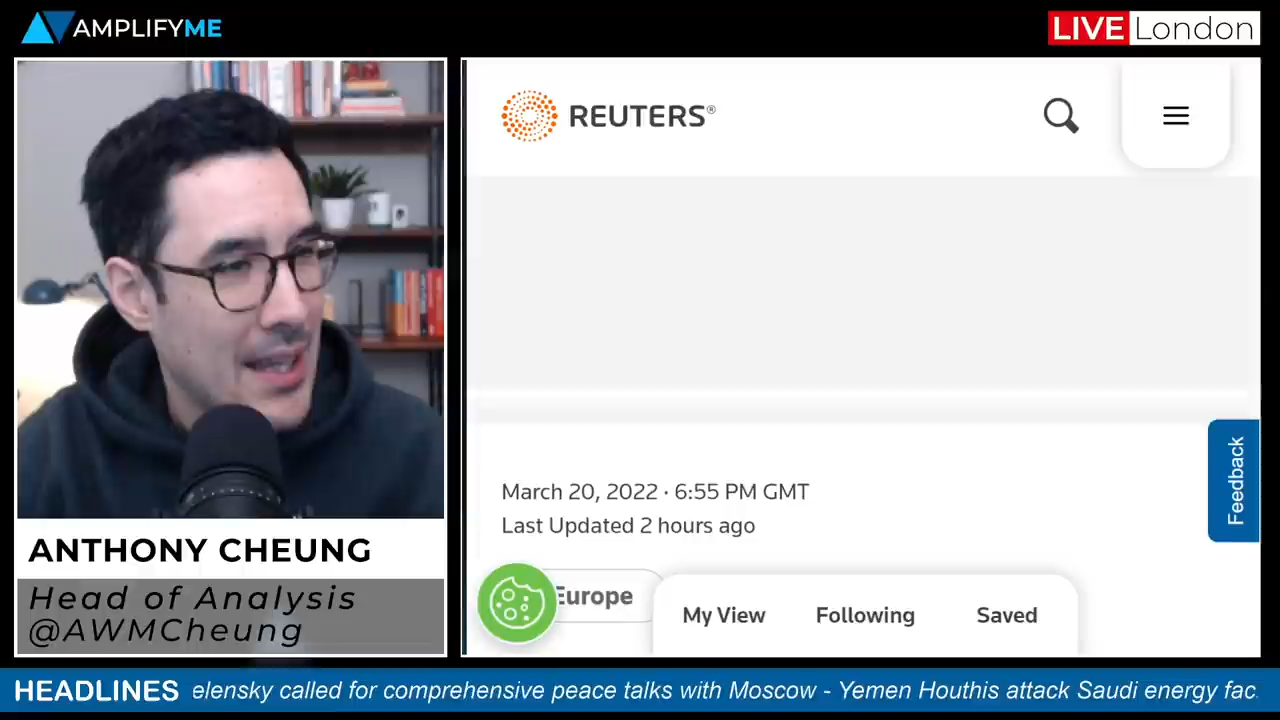 AMPLIFYME
LIVE London
REUTERS®
March 20, 2022 · 6:55 PM GMT
Last Updated 2 hours ago
Feedback
Europe
My View
Following
Saved
ANTHONY CHEUNG
Head of Analysis
@AWMCheung
HEADLINES elensky called for comprehensive peace talks with Moscow - Yemen Houthis attack Saudi energy fac